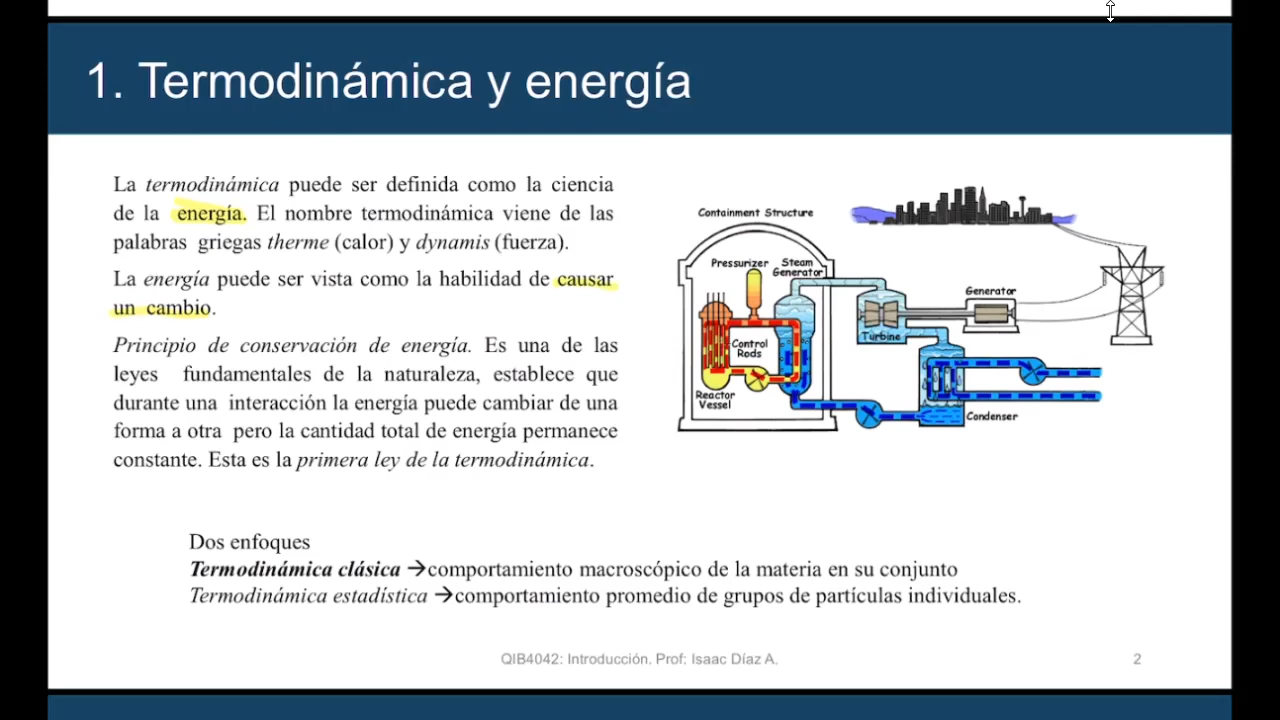 1. Termodinámica y energía
La termodinámica puede ser definida como la ciencia
de la energía. El nombre termodinámica viene de las
palabras griegas therme (calor) y dynamis (fuerza).
La energía puede ser vista como la habilidad de causar
un cambio.
Principio de conservación de energía. Es una de las
leyes fundamentales de la naturaleza, establece que
durante una interacción la energía puede cambiar de una
forma a otra pero la cantidad total de energía permanece
constante. Esta es la primera ley de la termodinámica.
Containment Structure
Pressurizer
Steam
Generator
Control
Rods
Reactor
Vessel
Turbine
Generator
Condenser
Dos enfoques
Termodinámica clásica →comportamiento macroscópico de la materia en su conjunto
Termodinámica estadística →comportamiento promedio de grupos de partículas individuales.
QIB4042: Introducción. Prof: Isaac Díaz A.
2